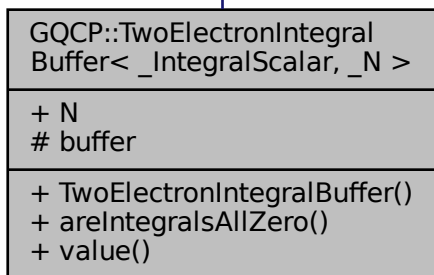 GQCP::TwoElectronIntegral
Buffer< _IntegralScalar, _N >
+ N
# buffer
+ TwoElectronIntegralBuffer()
+ areIntegralsAllZero()
+ value()